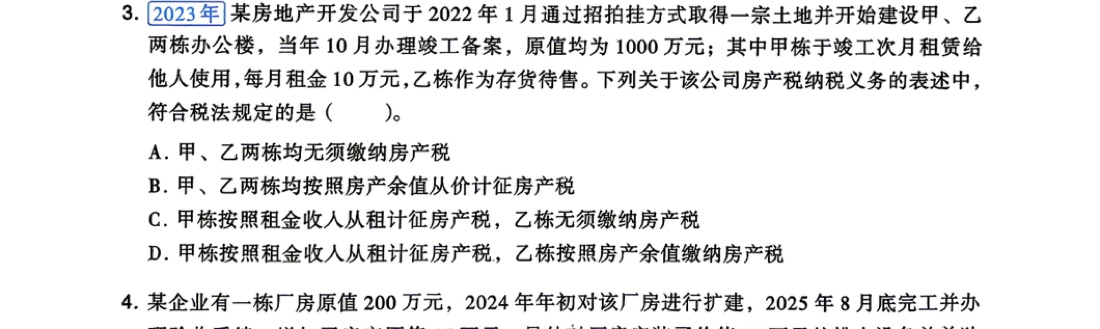 3. 2023年 某房地产开发公司于2022年1月通过招拍挂方式取得一宗土地并开始建设甲、乙
两栋办公楼，当年10月办理竣工备案，原值均为1000万元；其中甲栋于竣工次月租赁给
他人使用，每月租金10万元，乙栋作为存货待售。下列关于该公司房产税纳税义务的表述中，
符合税法规定的是（　　）。
A. 甲、乙两栋均无须缴纳房产税
B. 甲、乙两栋均按照房产余值从价计征房产税
C. 甲栋按照租金收入从租计征房产税，乙栋无须缴纳房产税
D. 甲栋按照租金收入从租计征房产税，乙栋按照房产余值缴纳房产税
4. 某企业有一栋厂房原值200万元，2024年年初对该厂房进行扩建，2025年8月底完工并办